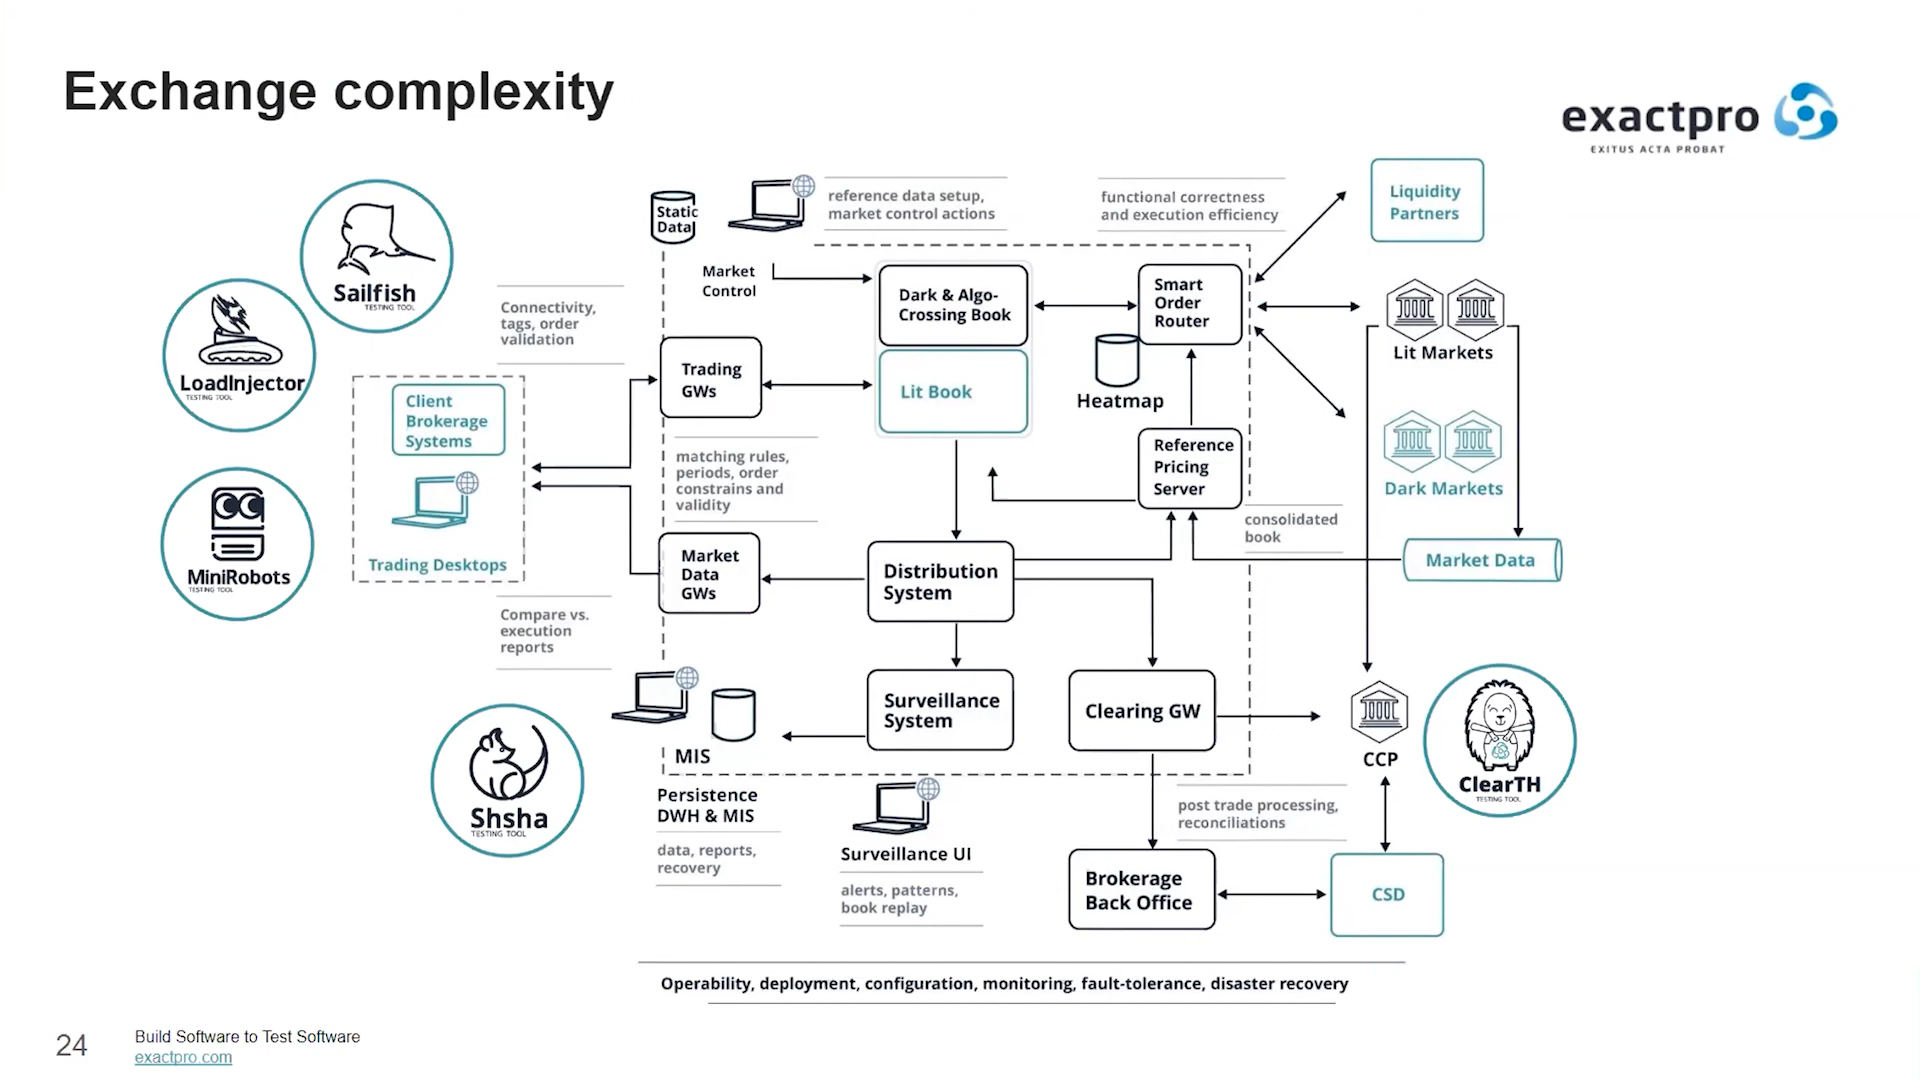 Exchange complexity
exactpro
EXITUS ACTA PROBAT
Static
Data
reference data setup,
market control actions
functional correctness
and execution efficiency
Liquidity
Partners
Sailfish
TESTING TOOL
LoadInjector
TESTING TOOL
MiniRobots
TESTING TOOL
Shsha
TESTING TOOL
Connectivity,
tags, order
validation
Client
Brokerage
Systems
Trading Desktops
Compare vs.
execution
reports
Market
Control
Trading
GWs
matching rules,
periods, order
constrains and
validity
Market
Data
GWs
Dark & Algo-
Crossing Book
Lit Book
Smart
Order
Router
Heatmap
Reference
Pricing
Server
consolidated
book
Lit Markets
Dark Markets
Market Data
Distribution
System
Surveillance
System
Clearing GW
MIS
Persistence
DWH & MIS
data, reports,
recovery
Surveillance UI
alerts, patterns,
book replay
CCP
ClearTH
TESTING TOOL
post trade processing,
reconciliations
Brokerage
Back Office
CSD
Operability, deployment, configuration, monitoring, fault-tolerance, disaster recovery
24
Build Software to Test Software
exactpro.com